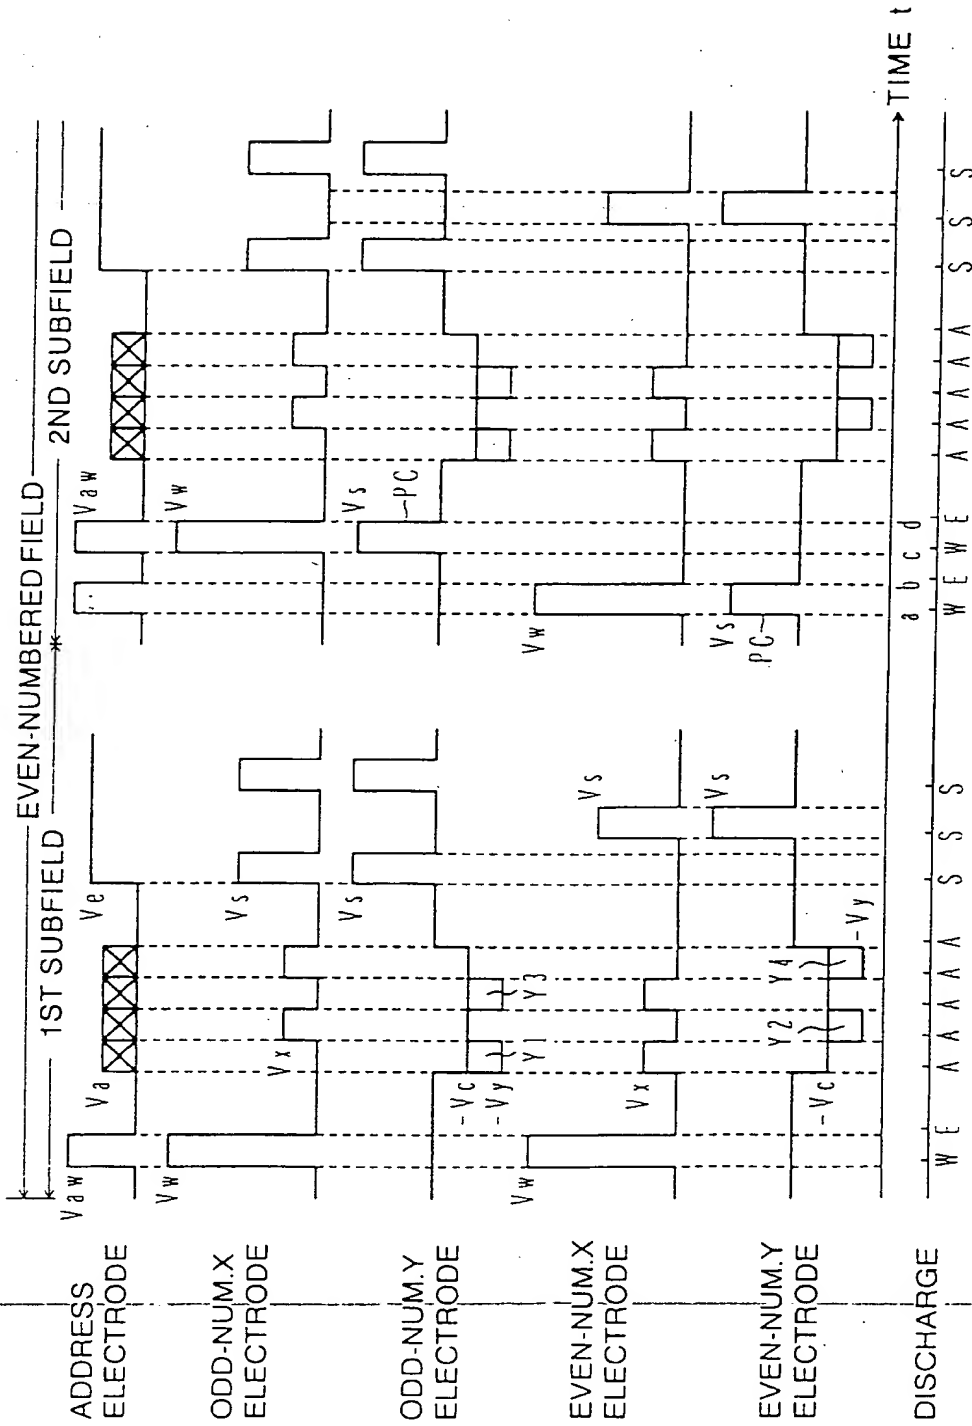 EVEN-NUMBERED FIELD
1ST SUBFIELD
2ND SUBFIELD
ADDRESS
ELECTRODE
Vaw
Va
Ve
Vaw
ODD-NUM.X
ELECTRODE
Vw
Vx
Vs
Vw
ODD-NUM.Y
ELECTRODE
-Vc
-Vy
Y1
Y3
Vs
Vs
PC
EVEN-NUM.X
ELECTRODE
Vw
Vx
Vs
Vw
EVEN-NUM.Y
ELECTRODE
-Vc
Y2
Y4
-Vy
Vs
Vs
PC
a b c d
TIME t
DISCHARGE
W E A A A A A S S S W E W E A A A A A S S S